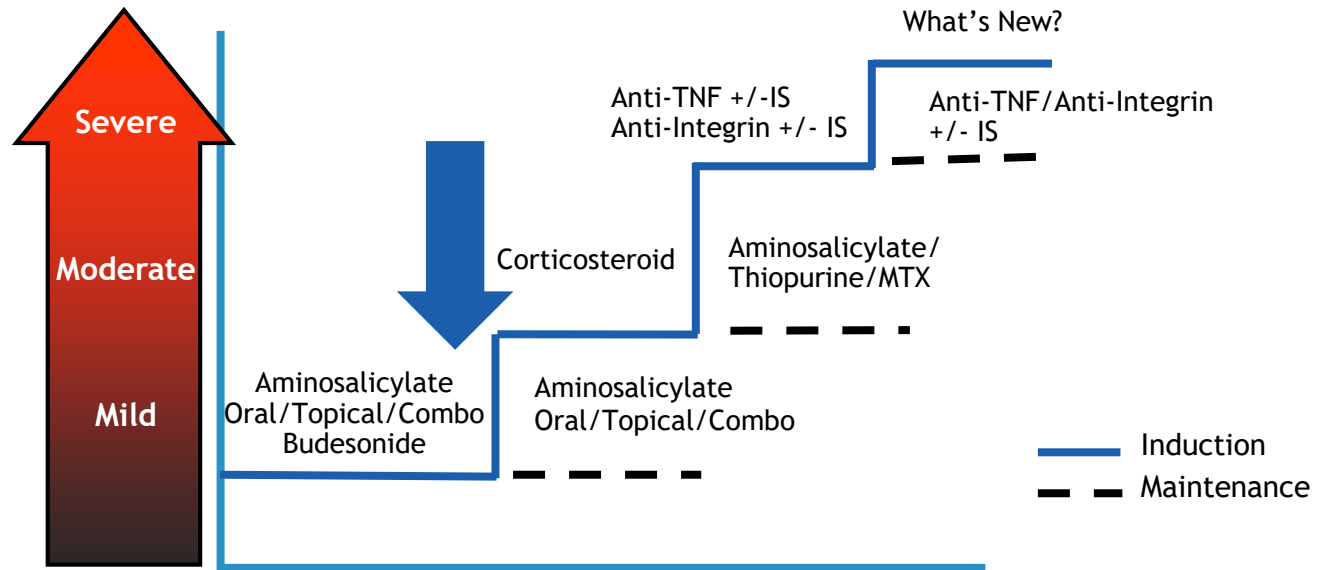 What's New?
Severe
Anti-TNF +/-IS
Anti-Integrin +/- IS
Anti-TNF/Anti-Integrin
+/- IS
Moderate
Corticosteroid
Aminosalicylate/
Thiopurine/MTX
Mild
Aminosalicylate
Oral/Topical/Combo
Budesonide
Aminosalicylate
Oral/Topical/Combo
Induction
Maintenance